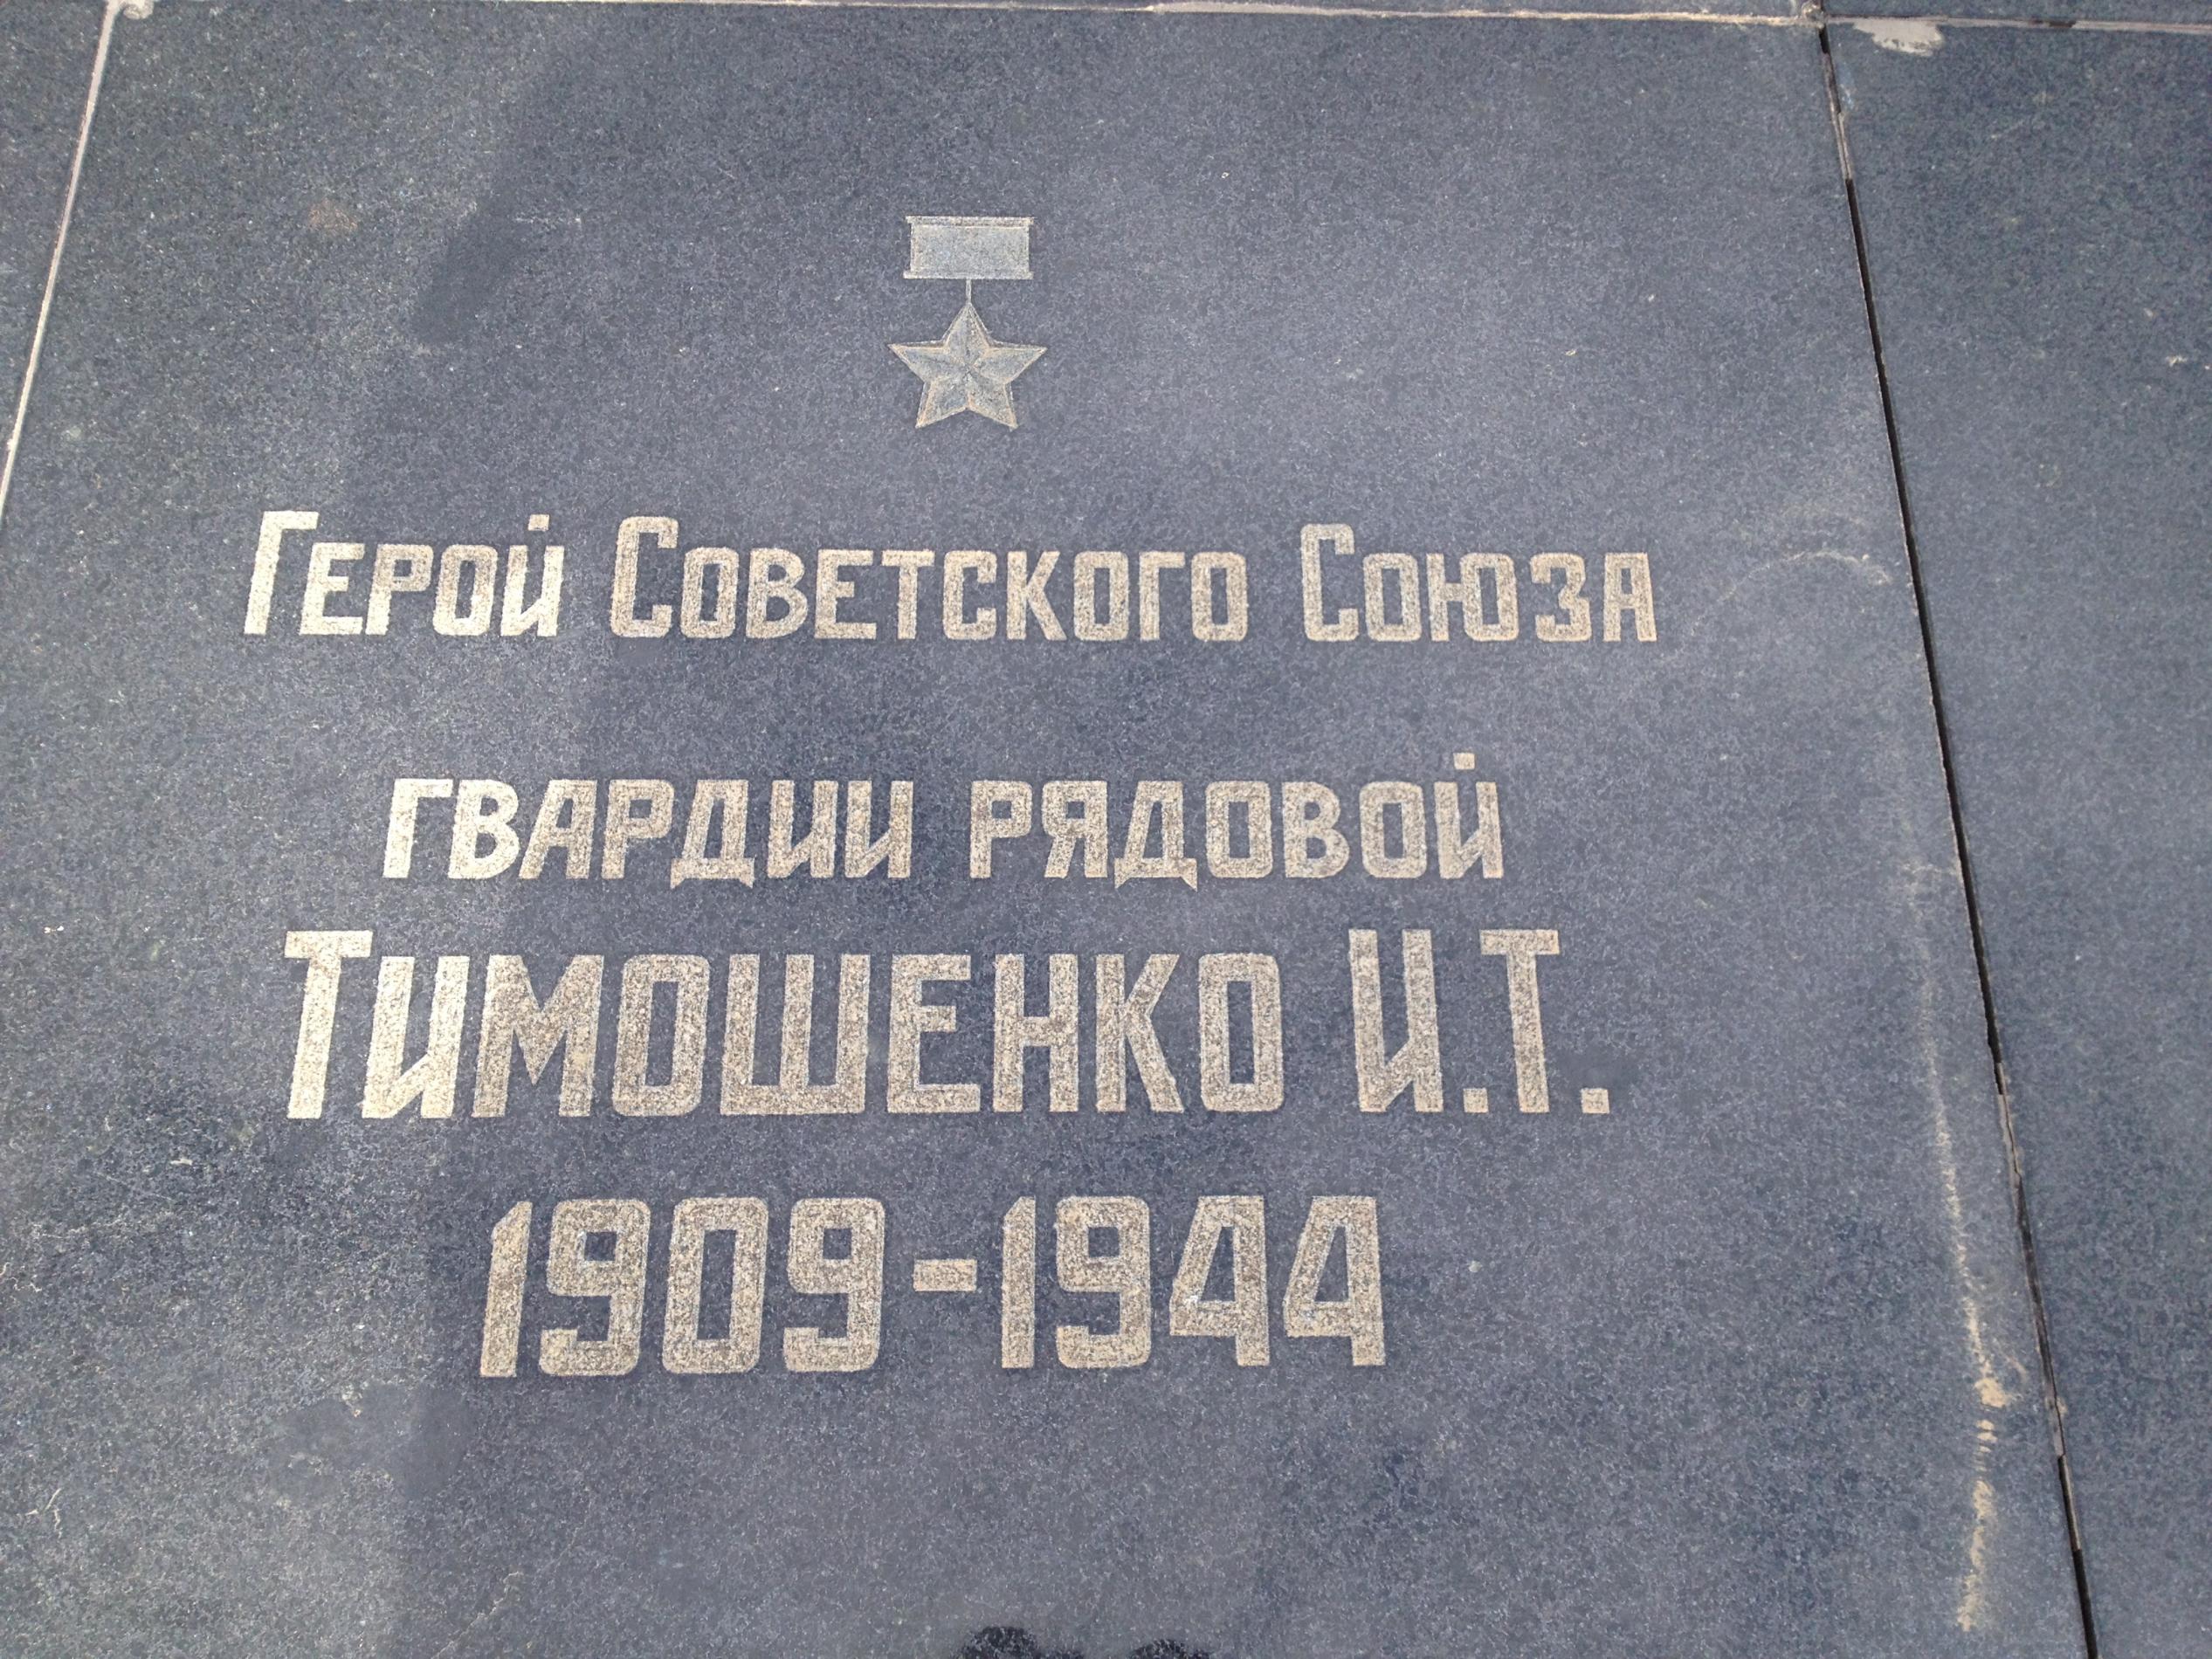 Герой Советского Союза
гвардии рядовой
Тимошенко И.Т.
1909-1944